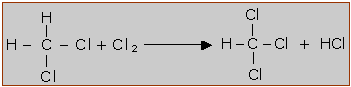 H Cl
H – C – Cl + Cl₂ ⟶ H – C – Cl + HCl
Cl Cl